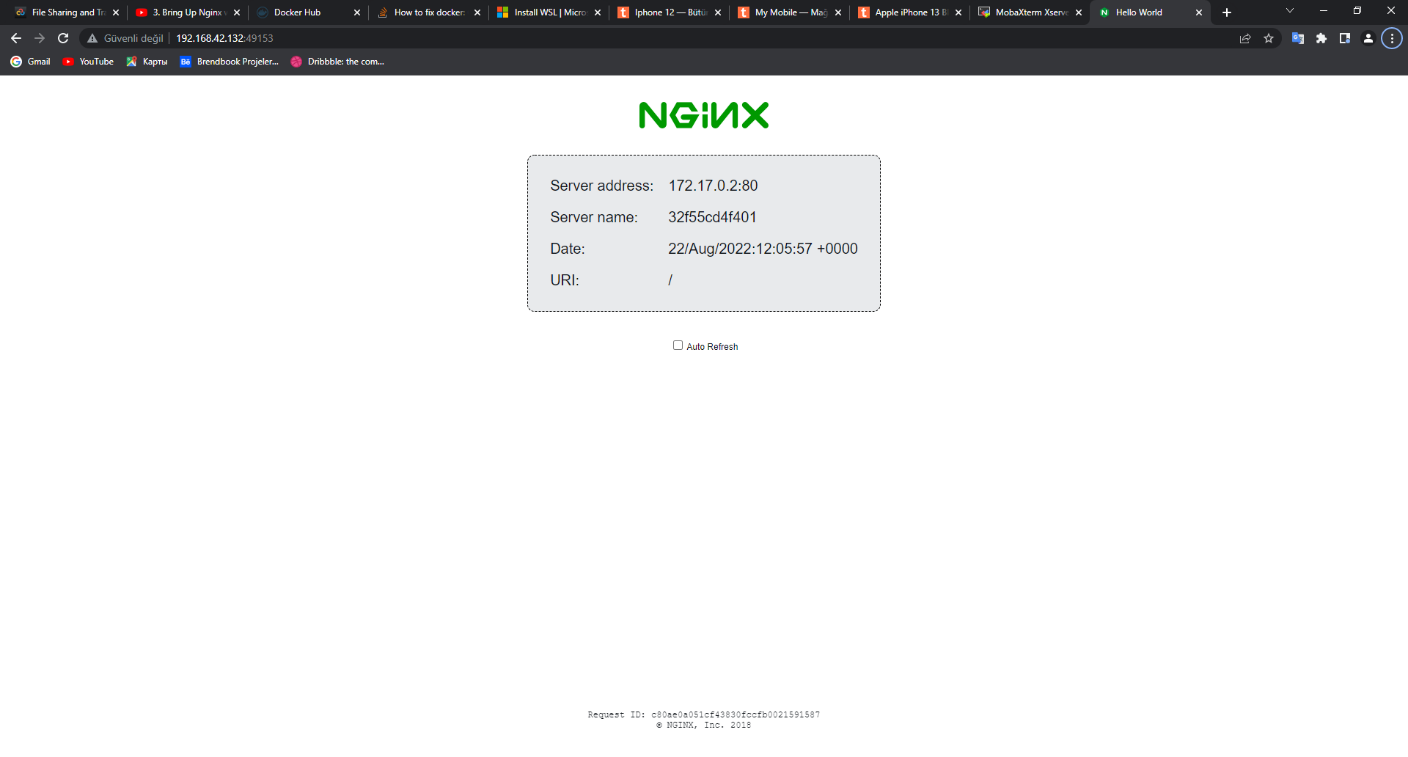 File Sharing and Tra
3. Bring Up Nginx
Docker Hub
How to fix docker:
Install WSL | Micro
Iphone 12 — Bütü
My Mobile — Mağ
Apple iPhone 13 B
MobaXterm Xserve
Hello World
Güvenli değil
192.168.42.132:49153
Gmail
YouTube
Карты
Brendbook Projeler...
Dribbble: the com...
NGINX
Server address: 172.17.0.2:80
Server name: 32f55cd4f401
Date: 22/Aug/2022:12:05:57 +0000
URI: /
Auto Refresh
Request ID: c80ae0a051cf43830fccfb0021591587
© NGINX, Inc. 2018